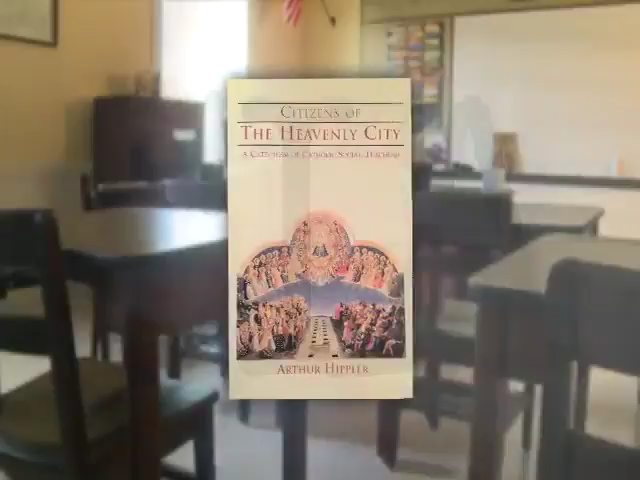 CITIZENS OF
THE HEAVENLY CITY
A CATECHISM OF CATHOLIC SOCIAL TEACHING
ARTHUR HIPPLER